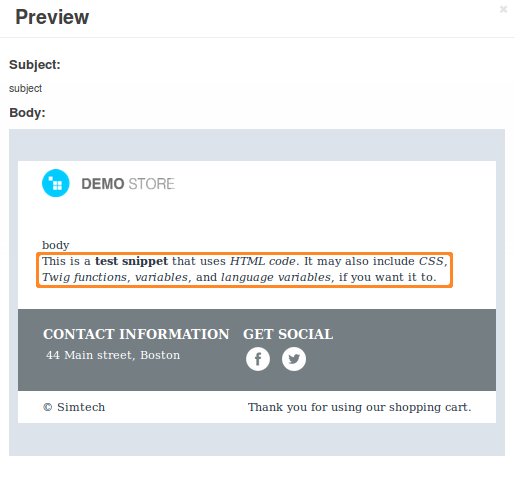 Preview
Subject:
subject
Body:
DEMO STORE
body
This is a test snippet that uses HTML code. It may also include CSS,
Twig functions, variables, and language variables, if you want it to.
CONTACT INFORMATION GET SOCIAL
44 Main street, Boston
© Simtech Thank you for using our shopping cart.